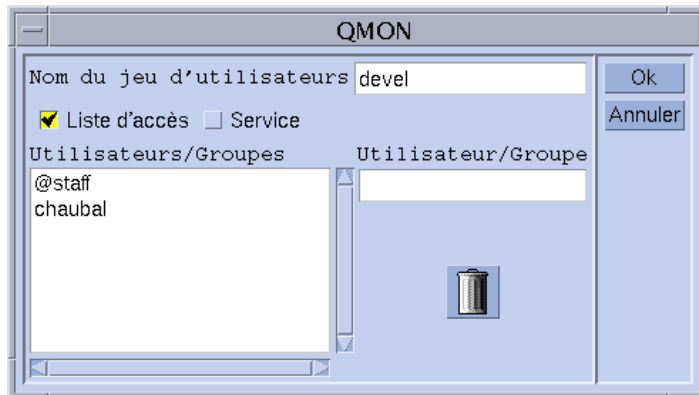 QMON
Nom du jeu d'utilisateurs devel
Ok
Annuler
Liste d'accès Service
Utilisateurs/Groupes Utilisateur/Groupe
@staff
chaubal